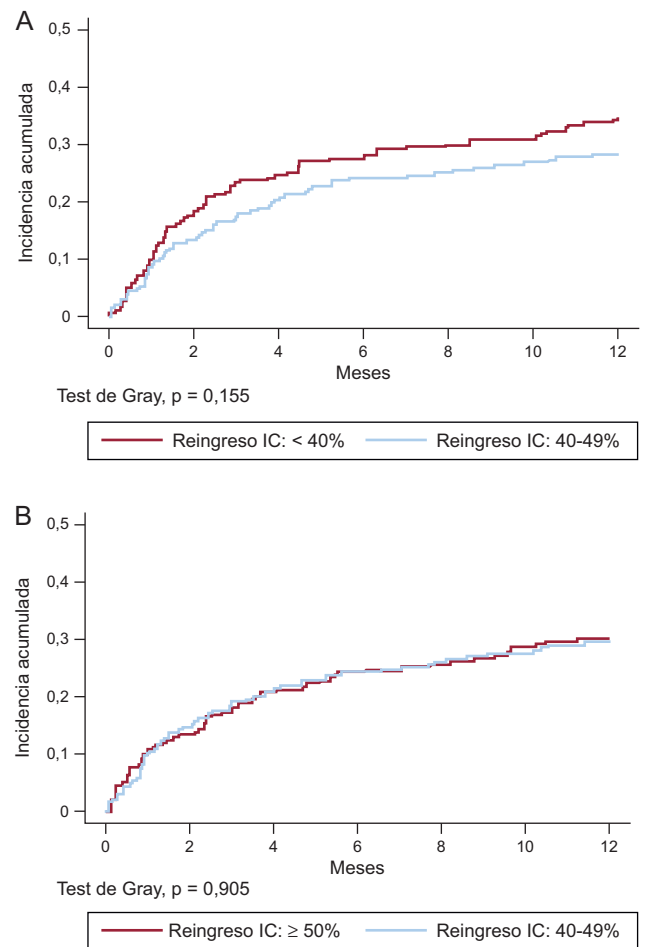 A
0,5
0,4
0,3
0,2
0,1
0
Incidencia acumulada
0 2 4 6 8 10 12
Meses
Test de Gray, p = 0,155
Reingreso IC: < 40% Reingreso IC: 40-49%
B
0,5
0,4
0,3
0,2
0,1
0
Incidencia acumulada
0 2 4 6 8 10 12
Meses
Test de Gray, p = 0,905
Reingreso IC: ≥ 50% Reingreso IC: 40-49%